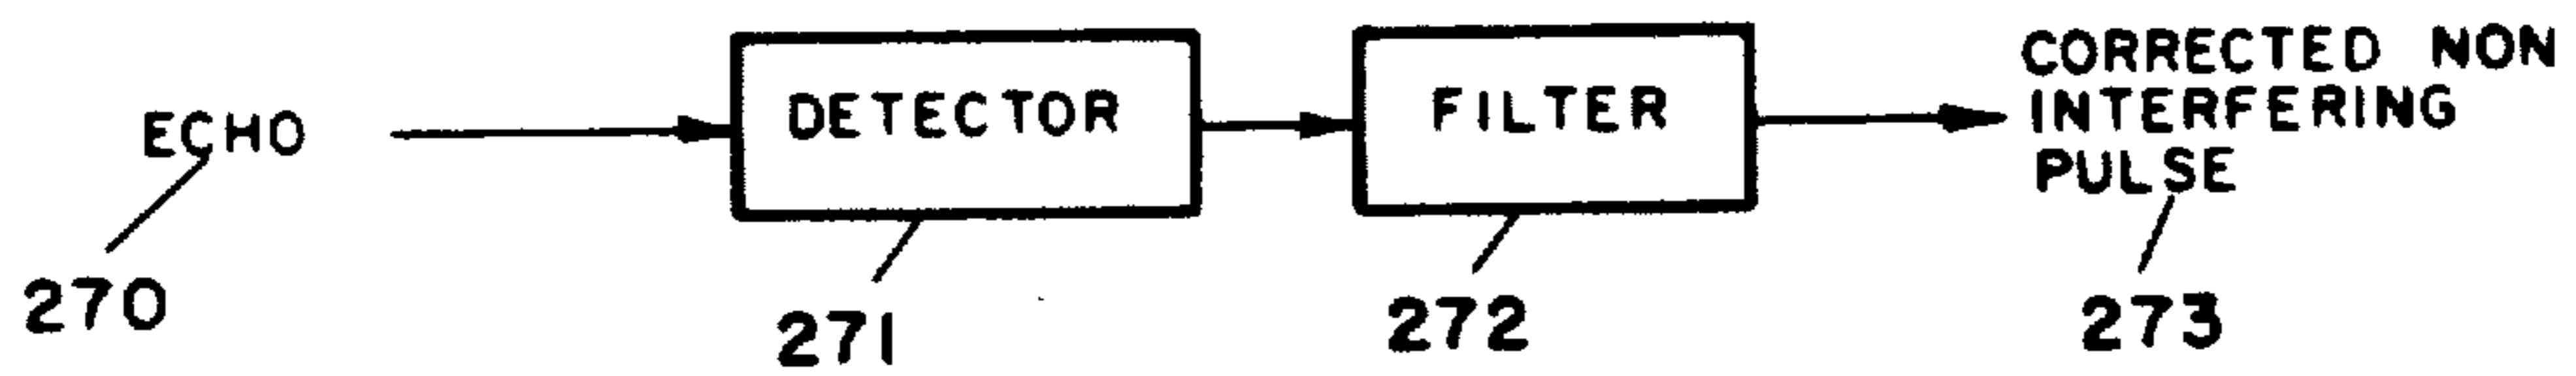 ECHO
DETECTOR
FILTER
CORRECTED NON
INTERFERING
PULSE
270
271
272
273